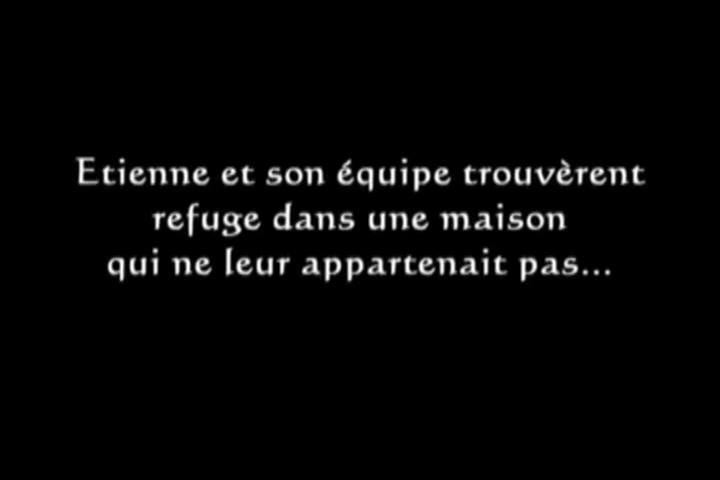 Etienne et son équipe trouvèrent
refuge dans une maison
qui ne leur appartenait pas...